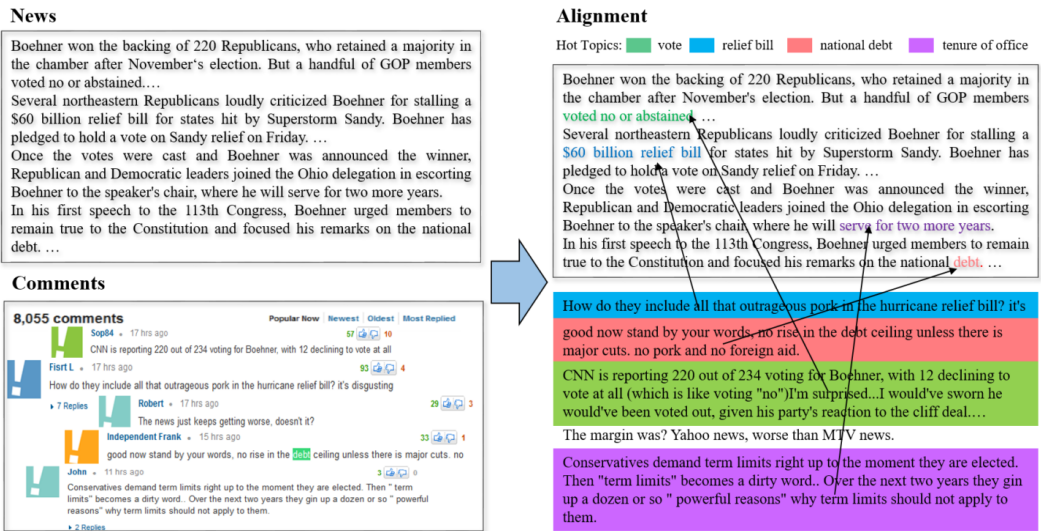 News
Boehner won the backing of 220 Republicans, who retained a majority in
the chamber after November's election. But a handful of GOP members
voted no or abstained.…
Several northeastern Republicans loudly criticized Boehner for stalling a
$60 billion relief bill for states hit by Superstorm Sandy. Boehner has
pledged to hold a vote on Sandy relief on Friday. …
Once the votes were cast and Boehner was announced the winner,
Republican and Democratic leaders joined the Ohio delegation in escorting
Boehner to the speaker's chair, where he will serve for two more years.
In his first speech to the 113th Congress, Boehner urged members to
remain true to the Constitution and focused his remarks on the national
debt. …
Comments
8,055 comments
Popular Now Newest Oldest Most Replied
Sop84 • 17 hrs ago 57 10
CNN is reporting 220 out of 234 voting for Boehner, with 12 declining to vote at all
Fisrt L • 17 hrs ago 93 4
How do they include all that outrageous pork in the hurricane relief bill? it's disgusting
7 Replies
Robert • 17 hrs ago 29 3
The news just keeps getting worse, doesn't it?
Independent Frank • 15 hrs ago 33 1
good now stand by your words, no rise in the debt ceiling unless there is major cuts. no
John • 11 hrs ago 3 0
Conservatives demand term limits right up to the moment they are elected. Then " term
limits" becomes a dirty word.. Over the next two years they gin up a dozen or so " powerful
reasons" why term limits should not apply to them.
2 Replies
Alignment
Hot Topics: vote relief bill national debt tenure of office
Boehner won the backing of 220 Republicans, who retained a majority in
the chamber after November's election. But a handful of GOP members
voted no or abstained. …
Several northeastern Republicans loudly criticized Boehner for stalling a
$60 billion relief bill for states hit by Superstorm Sandy. Boehner has
pledged to hold a vote on Sandy relief on Friday. …
Once the votes were cast and Boehner was announced the winner,
Republican and Democratic leaders joined the Ohio delegation in escorting
Boehner to the speaker's chair, where he will serve for two more years.
In his first speech to the 113th Congress, Boehner urged members to remain
true to the Constitution and focused his remarks on the national debt. …
How do they include all that outrageous pork in the hurricane relief bill? it's
good now stand by your words, no rise in the debt ceiling unless there is
major cuts. no pork and no foreign aid.
CNN is reporting 220 out of 234 voting for Boehner, with 12 declining to
vote at all (which is like voting "no")I'm surprised...I would've sworn he
would've been voted out, given his party's reaction to the cliff deal.…
The margin was? Yahoo news, worse than MTV news.
Conservatives demand term limits right up to the moment they are elected.
Then "term limits" becomes a dirty word.. Over the next two years they gin
up a dozen or so " powerful reasons" why term limits should not apply to
them.